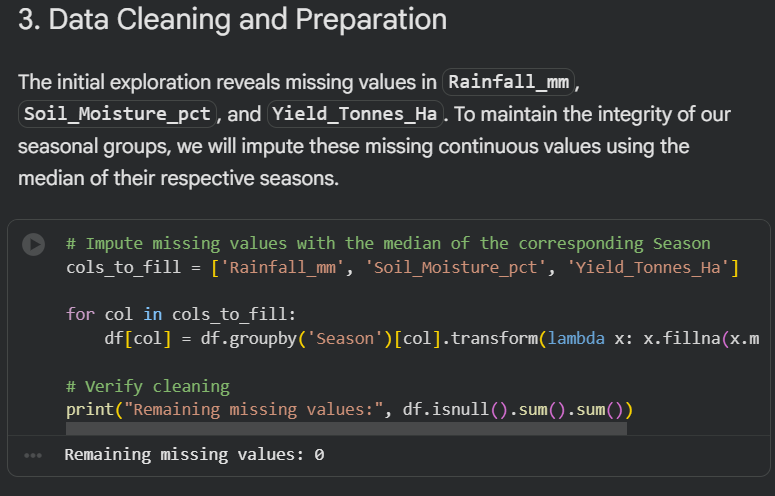 3. Data Cleaning and Preparation
The initial exploration reveals missing values in Rainfall_mm,
Soil_Moisture_pct, and Yield_Tonnes_Ha. To maintain the integrity of our
seasonal groups, we will impute these missing continuous values using the
median of their respective seasons.
# Impute missing values with the median of the corresponding Season
cols_to_fill = ['Rainfall_mm', 'Soil_Moisture_pct', 'Yield_Tonnes_Ha']
for col in cols_to_fill:
df[col] = df.groupby('Season')[col].transform(lambda x: x.fillna(x.m
# Verify cleaning
print("Remaining missing values:", df.isnull().sum().sum())
Remaining missing values: 0